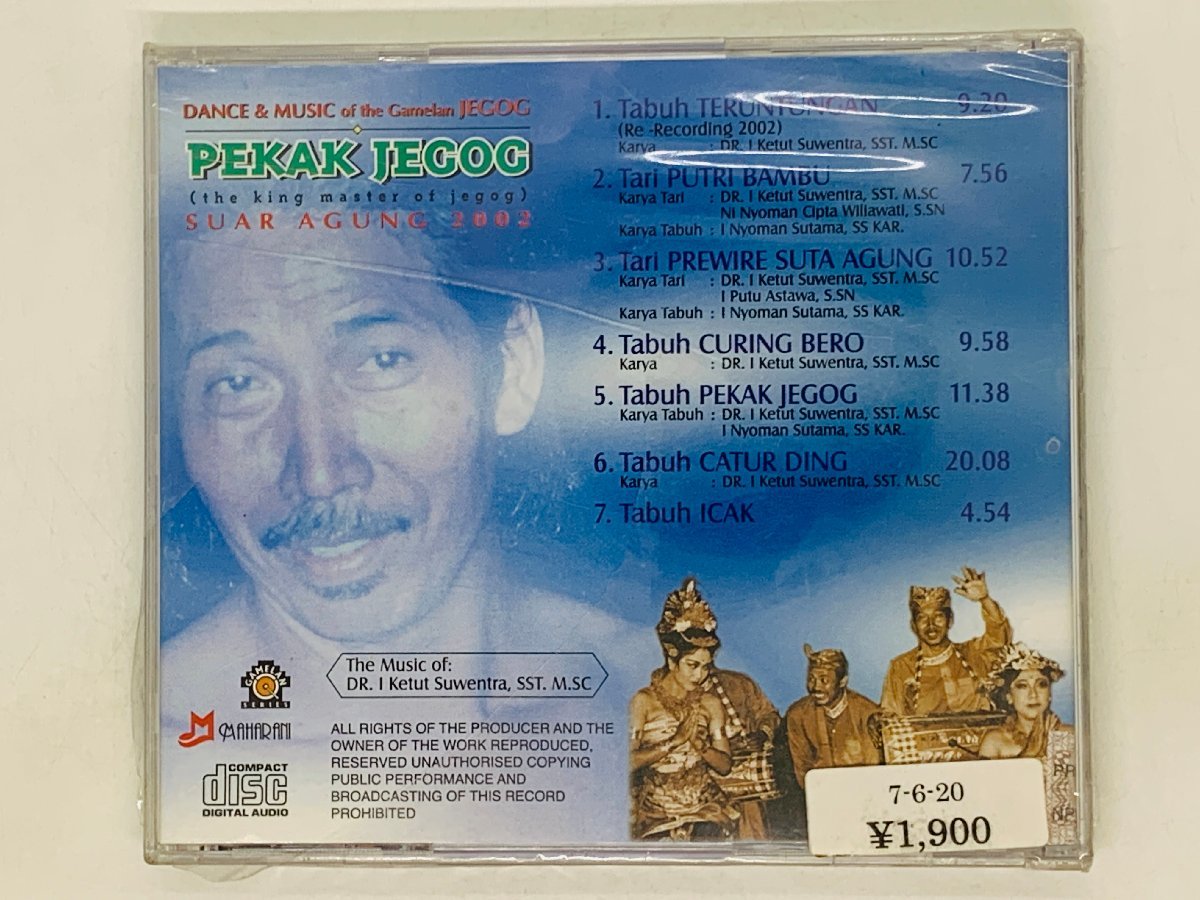 DANCE & MUSIC of the Gamelan JEGOG
PEKAK JEGOG
(the king master of jegog)
SUAR AGUNG 2002
1. Tabuh TERUNTUNGAN 9.20
(Re -Recording 2002)
Karya : DR. I Ketut Suwentra, SST. M.SC
2. Tari PUTRI BAMBU 7.56
Karya Tari : DR. I Ketut Suwentra, SST. M.SC
Ni Nyoman Cipta Wiliawati, S.SN
Karya Tabuh : I Nyoman Sutama, SS KAR.
3. Tari PREWIRE SUTA AGUNG 10.52
Karya Tari : DR. I Ketut Suwentra, SST. M.SC
I Putu Astawa, S.SN
Karya Tabuh : I Nyoman Sutama, SS KAR.
4. Tabuh CURING BERO 9.58
Karya : DR. I Ketut Suwentra, SST. M.SC
5. Tabuh PEKAK JEGOG 11.38
Karya Tabuh : DR. I Ketut Suwentra, SST. M.SC
I Nyoman Sutama, SS KAR.
6. Tabuh CATUR DING 20.08
Karya : DR. I Ketut Suwentra, SST. M.SC
7. Tabuh ICAK 4.54
The Music of:
DR. I Ketut Suwentra, SST. M.SC
GAMELAN
SERIES
MAHARANI
COMPACT
disc
DIGITAL AUDIO
ALL RIGHTS OF THE PRODUCER AND THE
OWNER OF THE WORK REPRODUCED,
RESERVED UNAUTHORISED COPYING
PUBLIC PERFORMANCE AND
BROADCASTING OF THIS RECORD
PROHIBITED
7-6-20
¥1,900